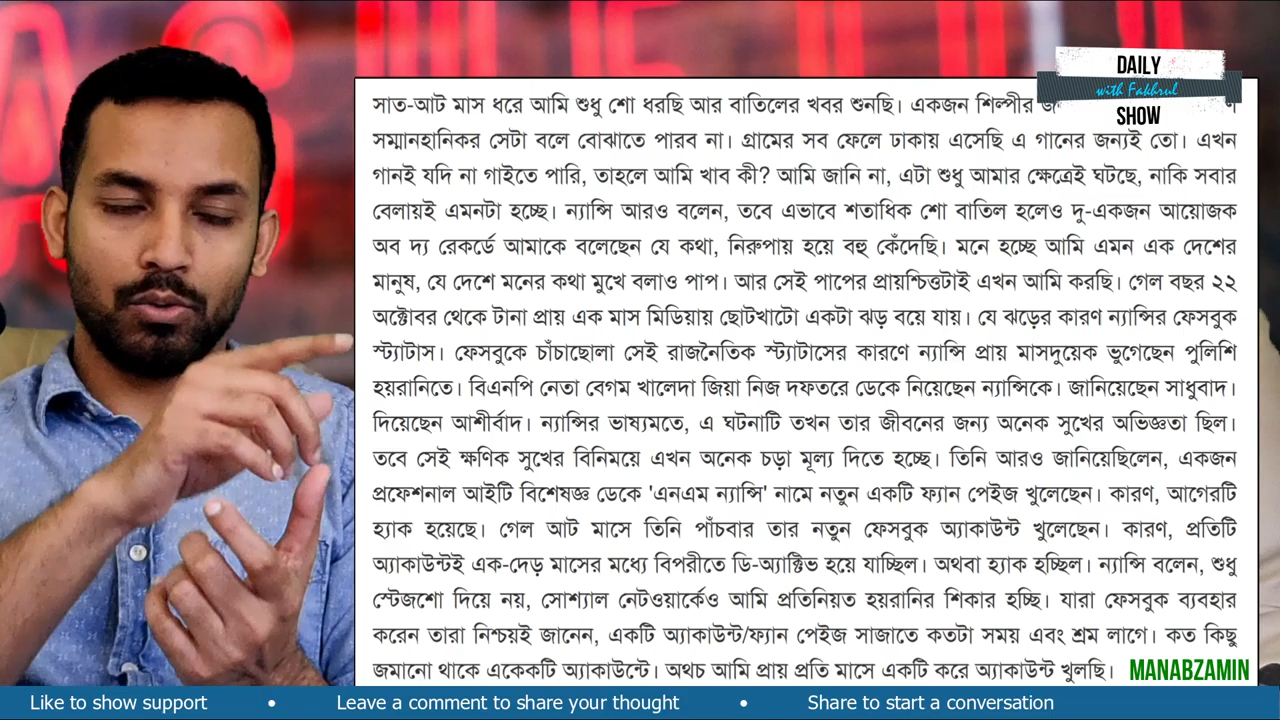 DAILY
with Fakhrul
SHOW
সাত-আট মাস ধরে আমি শুধু শো ধরছি আর বাতিলের খবর শুনছি। একজন শিল্পীর
সম্মানহানিকর সেটা বলে বোঝাতে পারব না। গ্রামের সব ফেলে ঢাকায় এসেছি এ গানের জন্যই তো। এখন
গানই যদি না গাইতে পারি, তাহলে আমি খাব কী? আমি জানি না, এটা শুধু আমার ক্ষেত্রেই ঘটছে, নাকি সবার
বেলায়ই এমনটা হচ্ছে। ন্যান্সি আরও বলেন, তবে এভাবে শতাধিক শো বাতিল হলেও দু-একজন আয়োজক
অব দ্য রেকর্ডে আমাকে বলেছেন যে কথা, নিরুপায় হয়ে বহু কেঁদেছি। মনে হচ্ছে আমি এমন এক দেশের
মানুষ, যে দেশে মনের কথা মুখে বলাও পাপ। আর সেই পাপের প্রায়শ্চিত্তটাই এখন আমি করছি। গেল বছর ২২
অক্টোবর থেকে টানা প্রায় এক মাস মিডিয়ায় ছোটখাটো একটা ঝড় বয়ে যায়। যে ঝড়ের কারণ ন্যান্সির ফেসবুক
স্ট্যাটাস। ফেসবুকে চাঁচাছোলা সেই রাজনৈতিক স্ট্যাটাসের কারণে ন্যান্সি প্রায় মাসদুয়েক ভুগেছেন পুলিশি
হয়রানিতে। বিএনপি নেতা বেগম খালেদা জিয়া নিজ দফতরে ডেকে নিয়েছেন ন্যান্সিকে। জানিয়েছেন সাধুবাদ।
দিয়েছেন আশীর্বাদ। ন্যান্সির ভাষ্যমতে, এ ঘটনাটি তখন তার জীবনের জন্য অনেক সুখের অভিজ্ঞতা ছিল।
তবে সেই ক্ষণিক সুখের বিনিময়ে এখন অনেক চড়া মূল্য দিতে হচ্ছে। তিনি আরও জানিয়েছিলেন, একজন
প্রফেশনাল আইটি বিশেষজ্ঞ ডেকে 'এনএম ন্যান্সি' নামে নতুন একটি ফ্যান পেইজ খুলেছেন। কারণ, আগেরটি
হ্যাক হয়েছে। গেল আট মাসে তিনি পাঁচবার তার নতুন ফেসবুক অ্যাকাউন্ট খুলেছেন। কারণ, প্রতিটি
অ্যাকাউন্টই এক-দেড় মাসের মধ্যে বিপরীতে ডি-অ্যাক্টিভ হয়ে যাচ্ছিল। অথবা হ্যাক হচ্ছিল। ন্যান্সি বলেন, শুধু
স্টেজশো দিয়ে নয়, সোশ্যাল নেটওয়ার্কেও আমি প্রতিনিয়ত হয়রানির শিকার হচ্ছি। যারা ফেসবুক ব্যবহার
করেন তারা নিশ্চয়ই জানেন, একটি অ্যাকাউন্ট/ফ্যান পেইজ সাজাতে কতটা সময় এবং শ্রম লাগে। কত কিছু
জমানো থাকে একেকটি অ্যাকাউন্টে। অথচ আমি প্রায় প্রতি মাসে একটি করে অ্যাকাউন্ট খুলছি। MANABZAMIN
Like to show support • Leave a comment to share your thought • Share to start a conversation